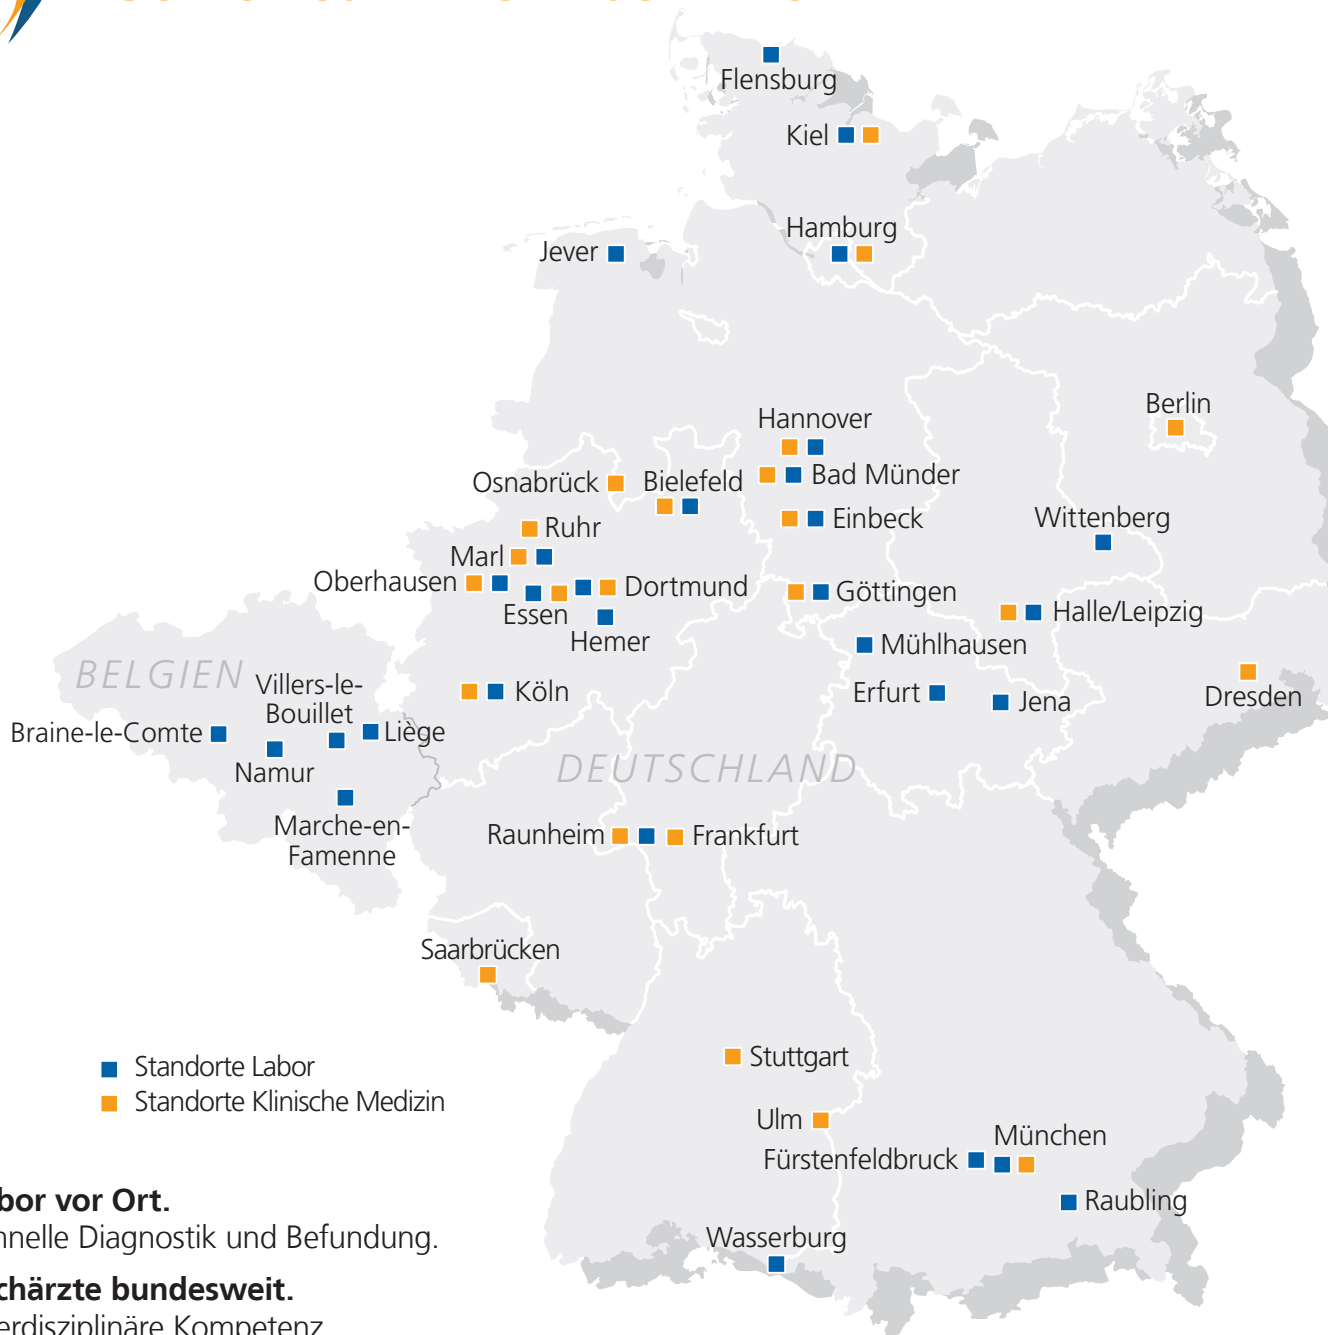 Flensburg
Kiel
Hamburg
Jever
Berlin
Hannover
Osnabrück
Bielefeld
Bad Münder
Ruhr
Einbeck
Wittenberg
Marl
Oberhausen
Dortmund
Göttingen
Essen
Halle/Leipzig
Hemer
Mühlhausen
BELGIEN
Villers-le-
Bouillet
Köln
Erfurt
Jena
Dresden
Braine-le-Comte
Liège
Namur
DEUTSCHLAND
Marche-en-
Famenne
Raunheim
Frankfurt
Saarbrücken
Stuttgart
Standorte Labor
Standorte Klinische Medizin
Ulm
München
Fürstenfeldbruck
Raubling
bor vor Ort.
nnelle Diagnostik und Befundung.
Wasserburg
chärzte bundesweit.
erdisziplinäre Kompetenz